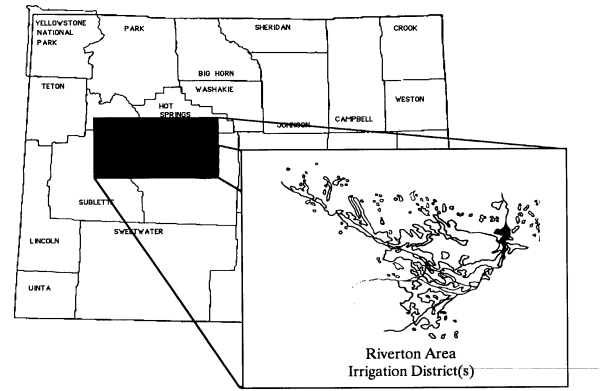 YELLOWSTONE
NATIONAL
PARK
PARK
SHERIDAN
CROOK
BIG HORN
WASHAKIE
TETON
HOT
SPRINGS
JOHNSON
CAMPBELL
WESTON
SUBLETTE
SWEETWATER
LINCOLN
UINTA
Riverton Area
Irrigation District(s)